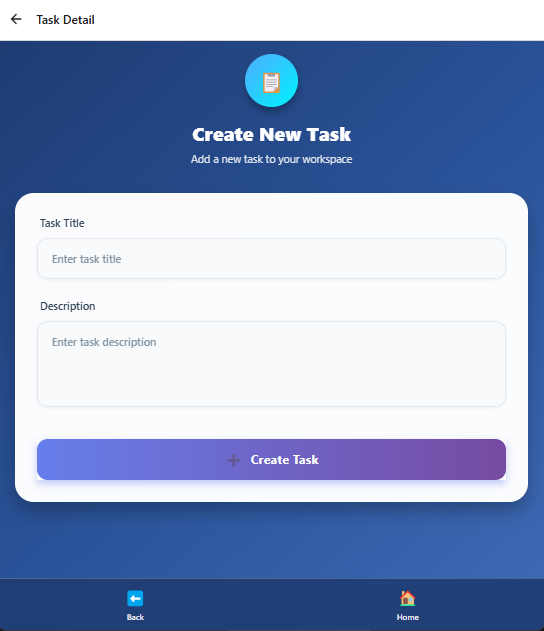 Task Detail
Create New Task
Add a new task to your workspace
Task Title
Enter task title
Description
Enter task description
Create Task
Back
Home